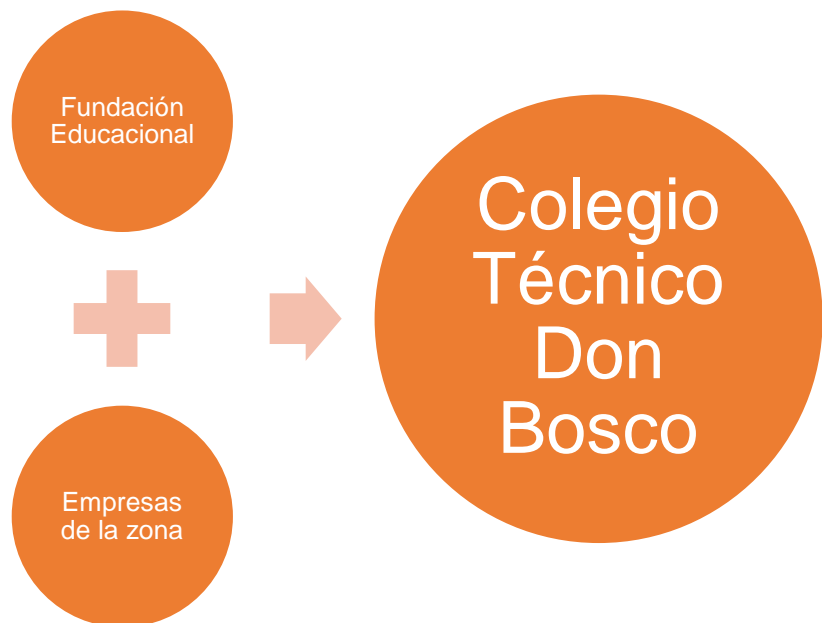 Fundación
Educacional
Empresas
de la zona
Colegio
Técnico
Don
Bosco